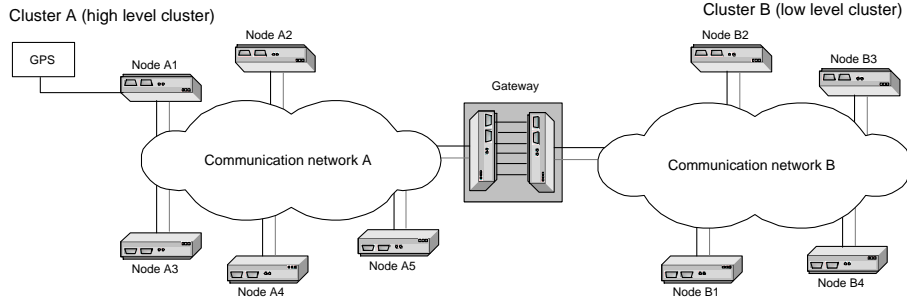 Cluster A (high level cluster)
Cluster B (low level cluster)
GPS
Node A1
Node A2
Node B2
Node B3
Gateway
Communication network A
Communication network B
Node A3
Node A4
Node A5
Node B1
Node B4